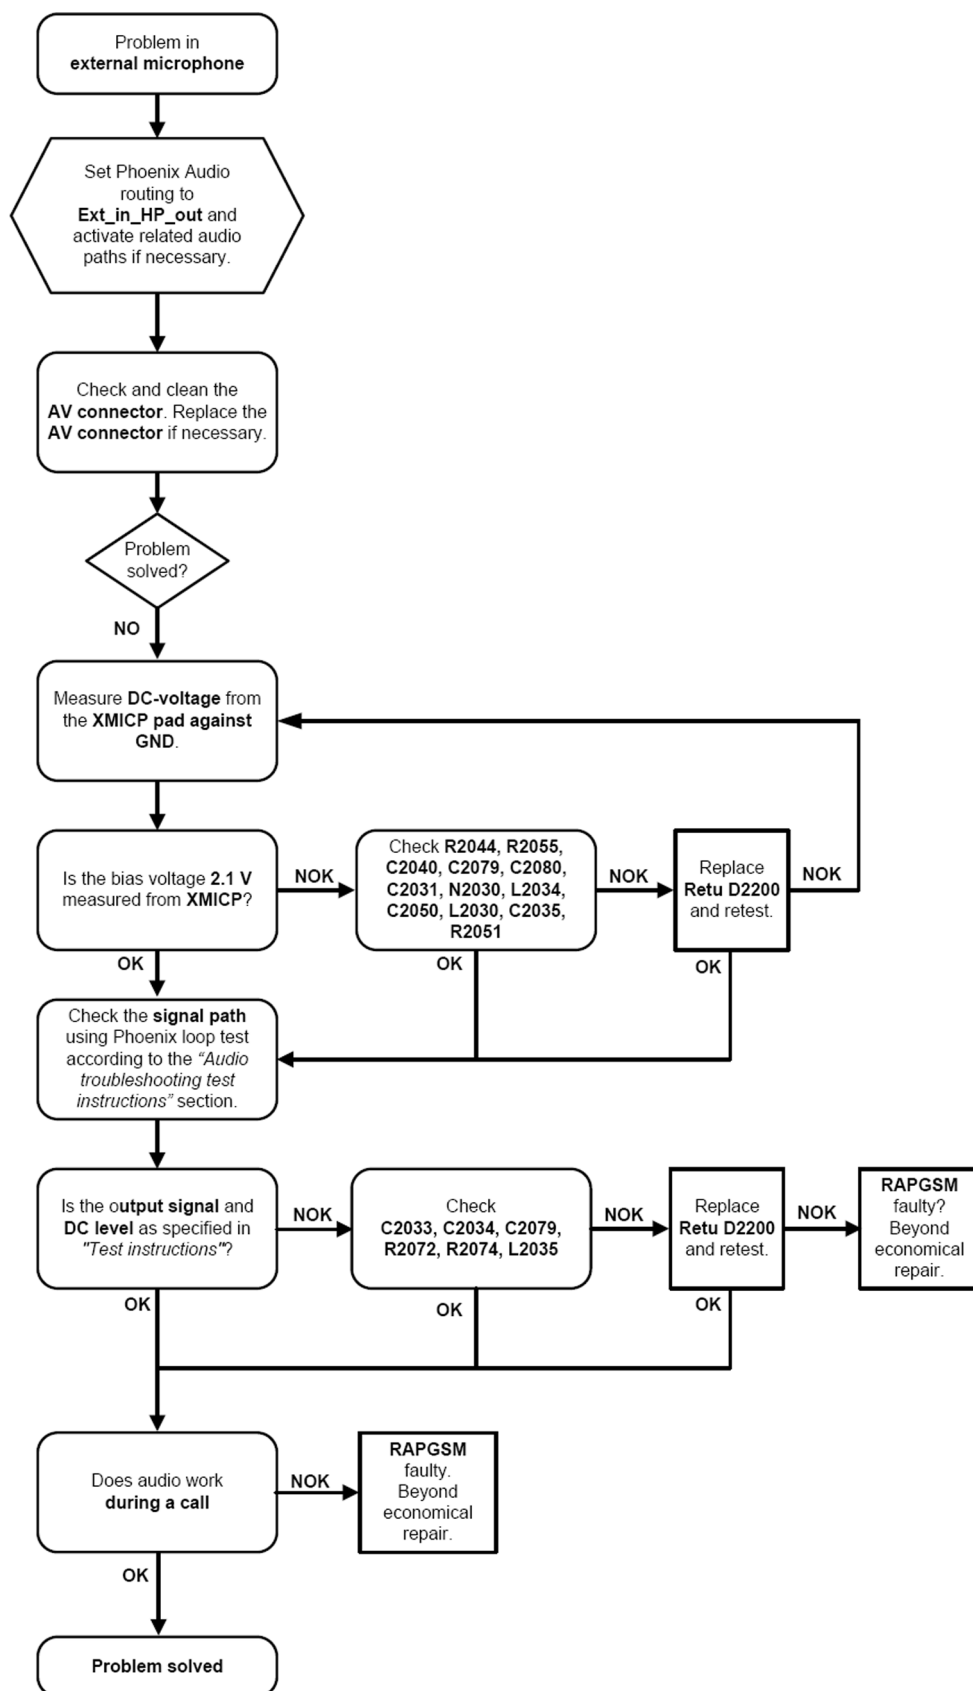 Problem in
external microphone
Set Phoenix Audio
routing to
Ext_in_HP_out and
activate related audio
paths if necessary.
Check and clean the
AV connector. Replace the
AV connector if necessary.
Problem
solved?
NO
Measure DC-voltage from
the XMICP pad against
GND.
Is the bias voltage 2.1 V
measured from XMICP?
NOK
Check R2044, R2055,
C2040, C2079, C2080,
C2031, N2030, L2034,
C2050, L2030, C2035,
R2051
NOK
Replace
Retu D2200
and retest.
NOK
OK
OK
OK
Check the signal path
using Phoenix loop test
according to the "Audio
troubleshooting test
instructions" section.
Is the output signal and
DC level as specified in
"Test instructions"?
NOK
Check
C2033, C2034, C2079,
R2072, R2074, L2035
NOK
Replace
Retu D2200
and retest.
NOK
RAPGSM
faulty?
Beyond
economical
repair.
OK
OK
OK
Does audio work
during a call
NOK
RAPGSM
faulty.
Beyond
economical
repair.
OK
Problem solved